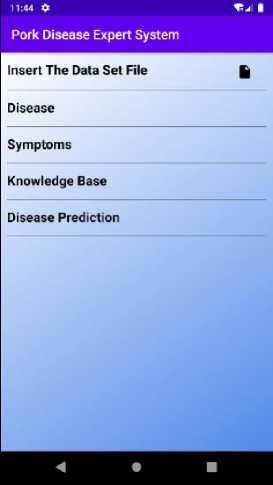 11:44
Pork Disease Expert System
Insert The Data Set File
Disease
Symptoms
Knowledge Base
Disease Prediction